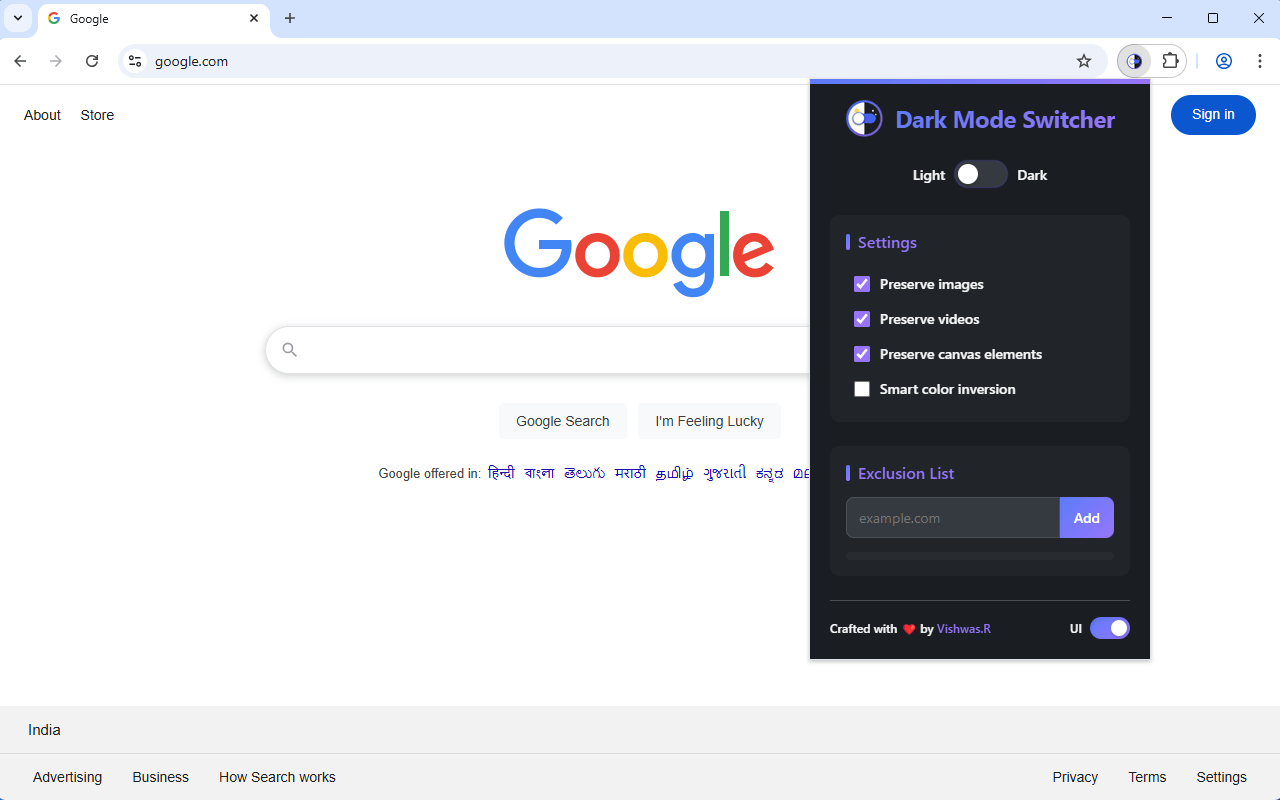 Google
google.com
About Store
Sign in
Dark Mode Switcher
Light Dark
Google
Settings
Preserve images
Preserve videos
Preserve canvas elements
Smart color inversion
Google Search I'm Feeling Lucky
Google offered in: हिन्दी বাংলা తెలుగు मराठी தமிழ் ગુજરાતી ಕನ್ನಡ
Exclusion List
example.com Add
Crafted with ❤️ by Vishwas.R UI
India
Advertising Business How Search works Privacy Terms Settings